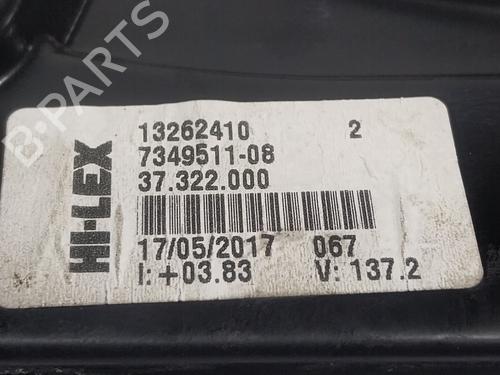 HI-LEX
13262410 2
7349511-08
37.322.000
17/05/2017 067
I: +03.83 V: 137.2
B-PARTS